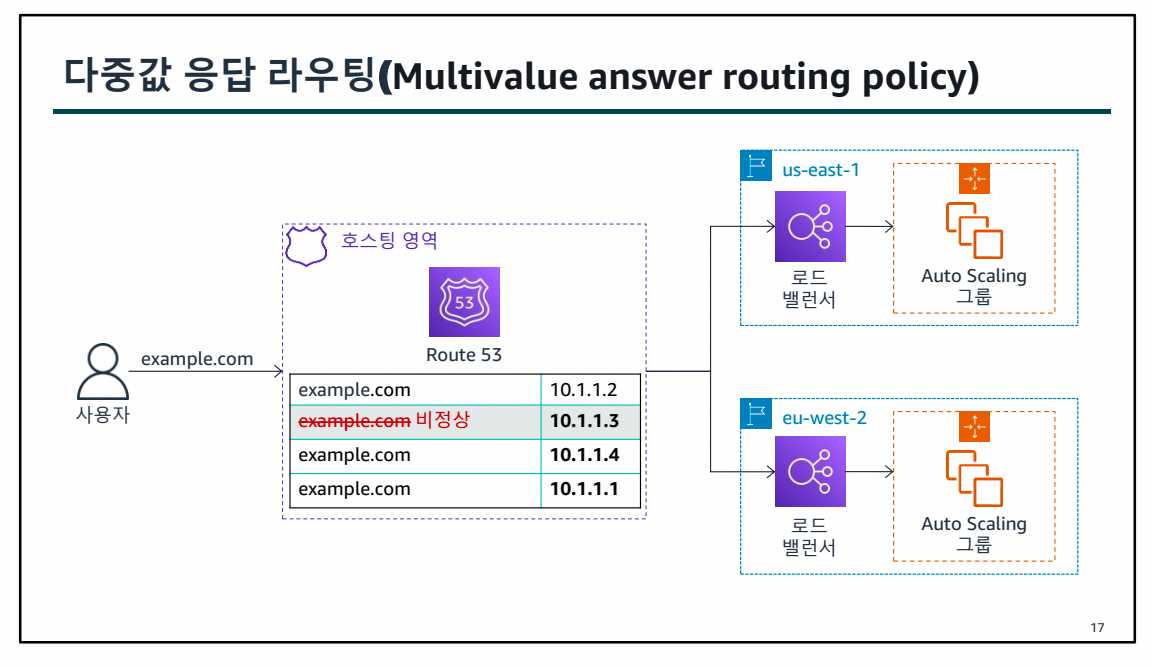 다중값 응답 라우팅(Multivalue answer routing policy)
us-east-1
로드
밸런서
Auto Scaling
그룹
호스팅 영역
53
Route 53
example.com
사용자
example.com 10.1.1.2
example.com 비정상 10.1.1.3
example.com 10.1.1.4
example.com 10.1.1.1
eu-west-2
로드
밸런서
Auto Scaling
그룹
17